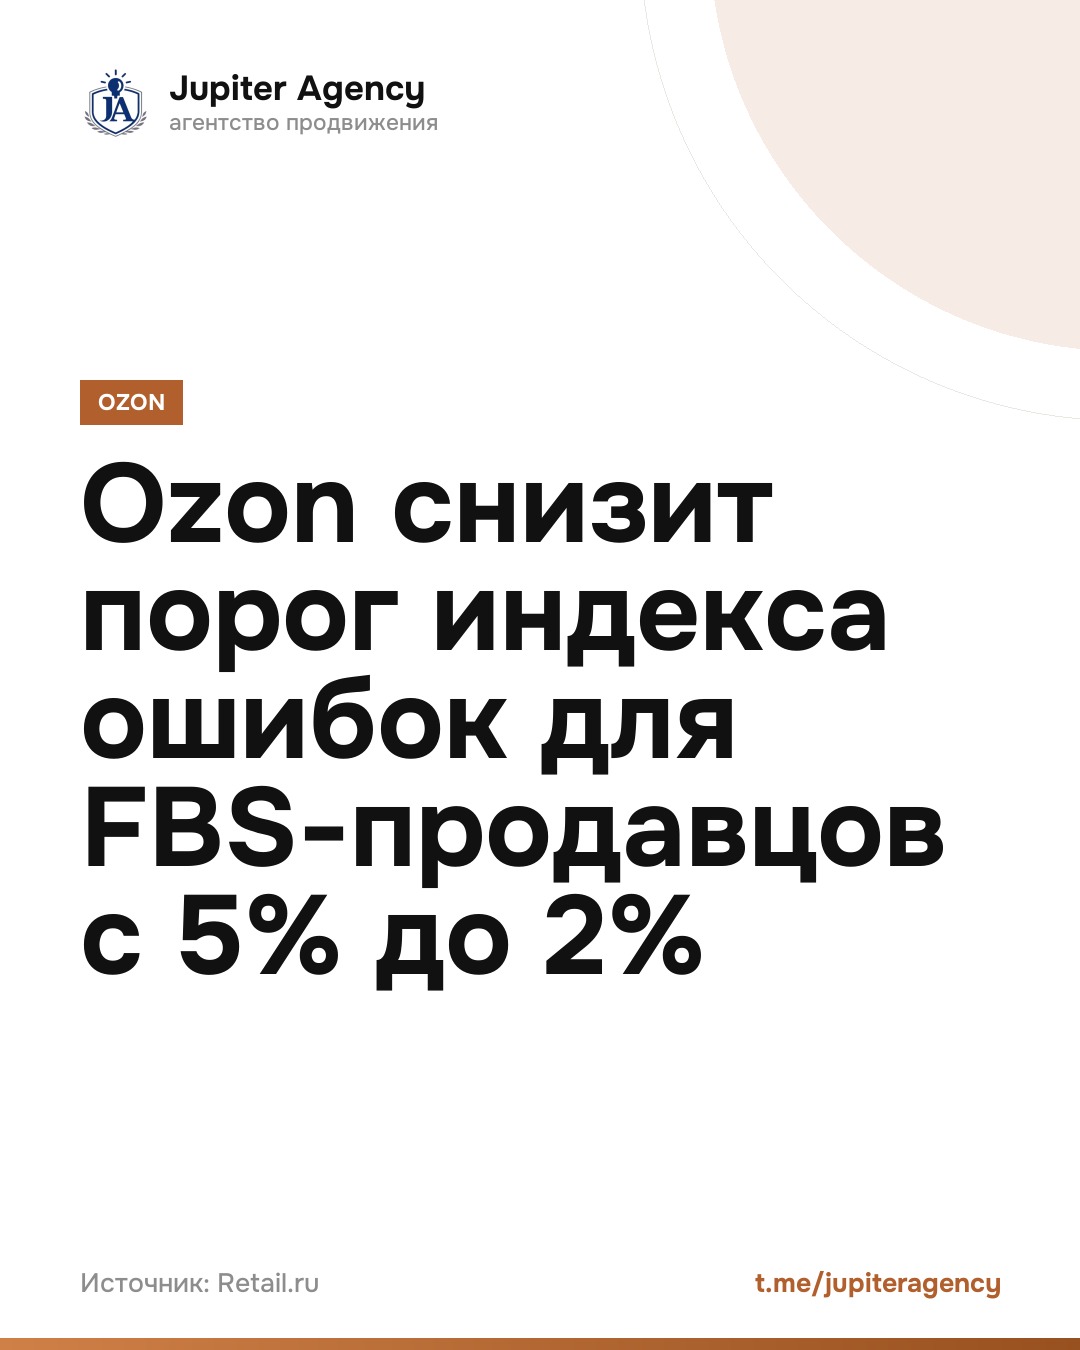 JA
Jupiter Agency
агентство продвижения
OZON
Ozon снизит
порог индекса
ошибок для
FBS-продавцов
с 5% до 2%
Источник: Retail.ru
t.me/jupiteragency